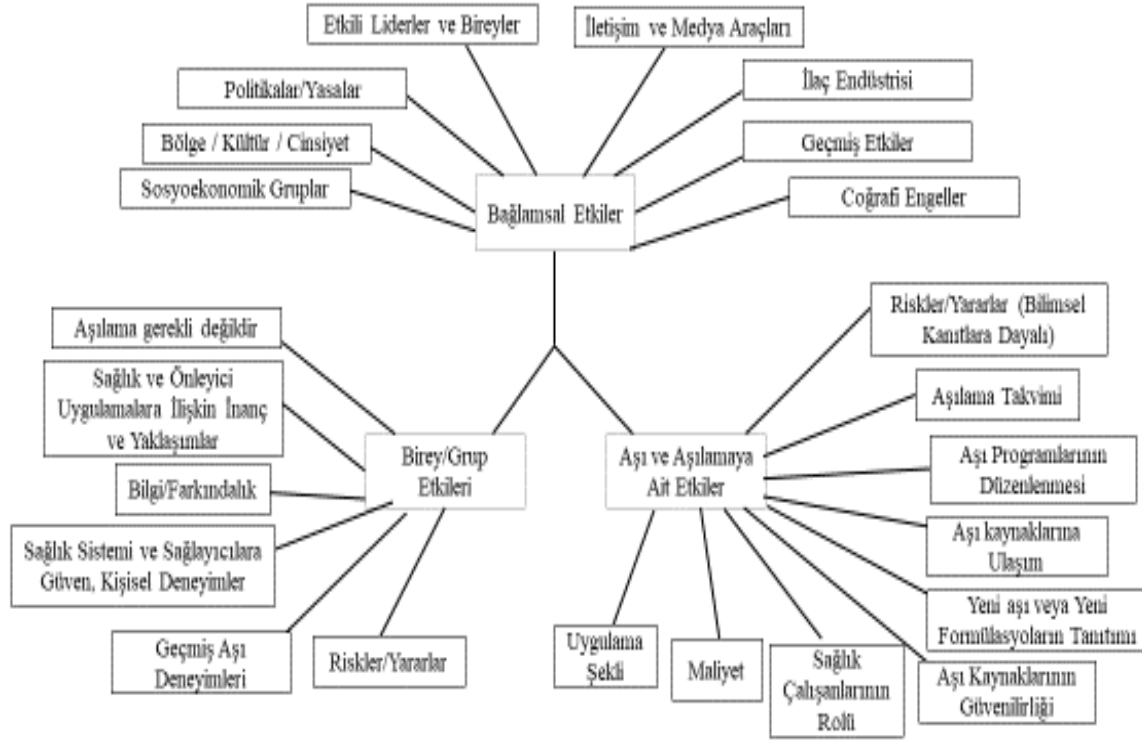 Etkili Liderler ve Bireyler
İletişim ve Medya Araçları
Politikalar/Yasalar
İlaç Endüstrisi
Bölge / Kültür / Cinsiyet
Geçmiş Etkiler
Sosyoekonomik Gruplar
Coğrafi Engeller
Bağlamsal Etkiler
Aşılama gerekli değildir
Sağlık ve Önleyici
Uygulamalara İlişkin İnanç
ve Yaklaşımlar
Bilgi/Farkındalık
Sağlık Sistemi ve Sağlayıcılara
Güven, Kişisel Deneyimler
Geçmiş Aşı
Deneyimleri
Riskler/Yararlar
Birey/Grup
Etkileri
Aşı ve Aşılamaya
Ait Etkiler
Riskler/Yararlar (Bilimsel
Kanıtlara Dayalı)
Aşılama Takvimi
Aşı Programlarının
Düzenlenmesi
Aşı kaynaklarına
Ulaşım
Yeni aşı veya Yeni
Formülasyoların Tanıtımı
Aşı Kaynaklarının
Güvenilirliği
Sağlık
Çalışanlarının
Rolü
Maliyet
Uygulama
Şekli